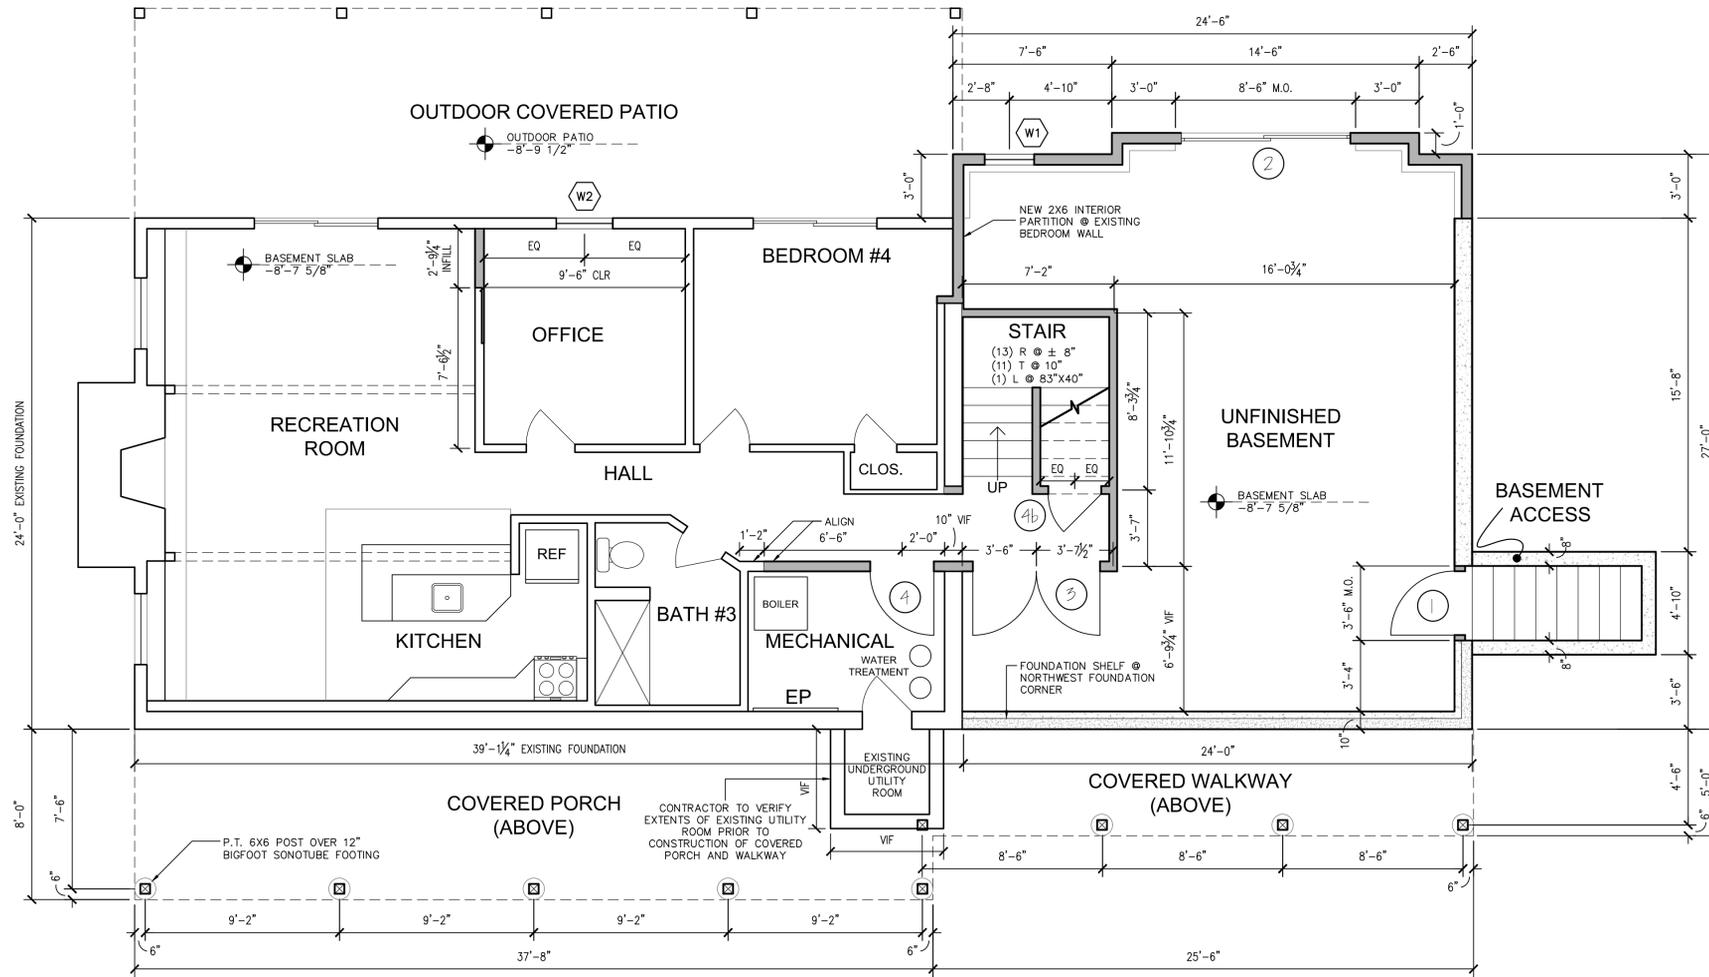 24'-6"
7'-6"
14'-6"
2'-6"
2'-8"
4'-10"
3'-0"
8'-6" M.O.
3'-0"
1'-0"
OUTDOOR COVERED PATIO
OUTDOOR PATIO
-8'-9 1/2"
W1
2
3'-0"
3'-0"
W2
NEW 2X6 INTERIOR
PARTITION @ EXISTING
BEDROOM WALL
EQ
EQ
2'-9¼"
INFILL
BASEMENT SLAB
-8'-7 5/8"
9'-6" CLR
BEDROOM #4
7'-2"
16'-0¾"
OFFICE
STAIR
(13) R @ ± 8"
(11) T @ 10"
(1) L @ 83"X40"
7'-6½"
8'-3¾"
11'-10¾"
15'-8"
27'-0"
24'-0" EXISTING FOUNDATION
RECREATION
ROOM
UNFINISHED
BASEMENT
HALL
CLOS.
EQ
EQ
UP
BASEMENT SLAB
-8'-7 5/8"
BASEMENT
ACCESS
4b
ALIGN
10" VIF
1'-2"
6'-6"
2'-0"
3'-6"
3'-7½"
3'-7"
8"
REF
BOILER
4
3
1
3'-6" M.O.
4'-10"
KITCHEN
BATH #3
MECHANICAL
WATER
TREATMENT
6'-9¾" VIF
FOUNDATION SHELF @
NORTHWEST FOUNDATION
CORNER
8"
3'-4"
3'-6"
EP
10"
39'-1¼" EXISTING FOUNDATION
24'-0"
EXISTING
UNDERGROUND
UTILITY
ROOM
VIF
COVERED WALKWAY
(ABOVE)
4'-6"
5'-0"
6"
8'-0"
7'-6"
COVERED PORCH
(ABOVE)
CONTRACTOR TO VERIFY
EXTENTS OF EXISTING UTILITY
ROOM PRIOR TO
CONSTRUCTION OF COVERED
PORCH AND WALKWAY
VIF
P.T. 6X6 POST OVER 12"
BIGFOOT SONOTUBE FOOTING
8'-6"
8'-6"
8'-6"
6"
6"
9'-2"
9'-2"
9'-2"
9'-2"
6"
6"
37'-8"
25'-6"